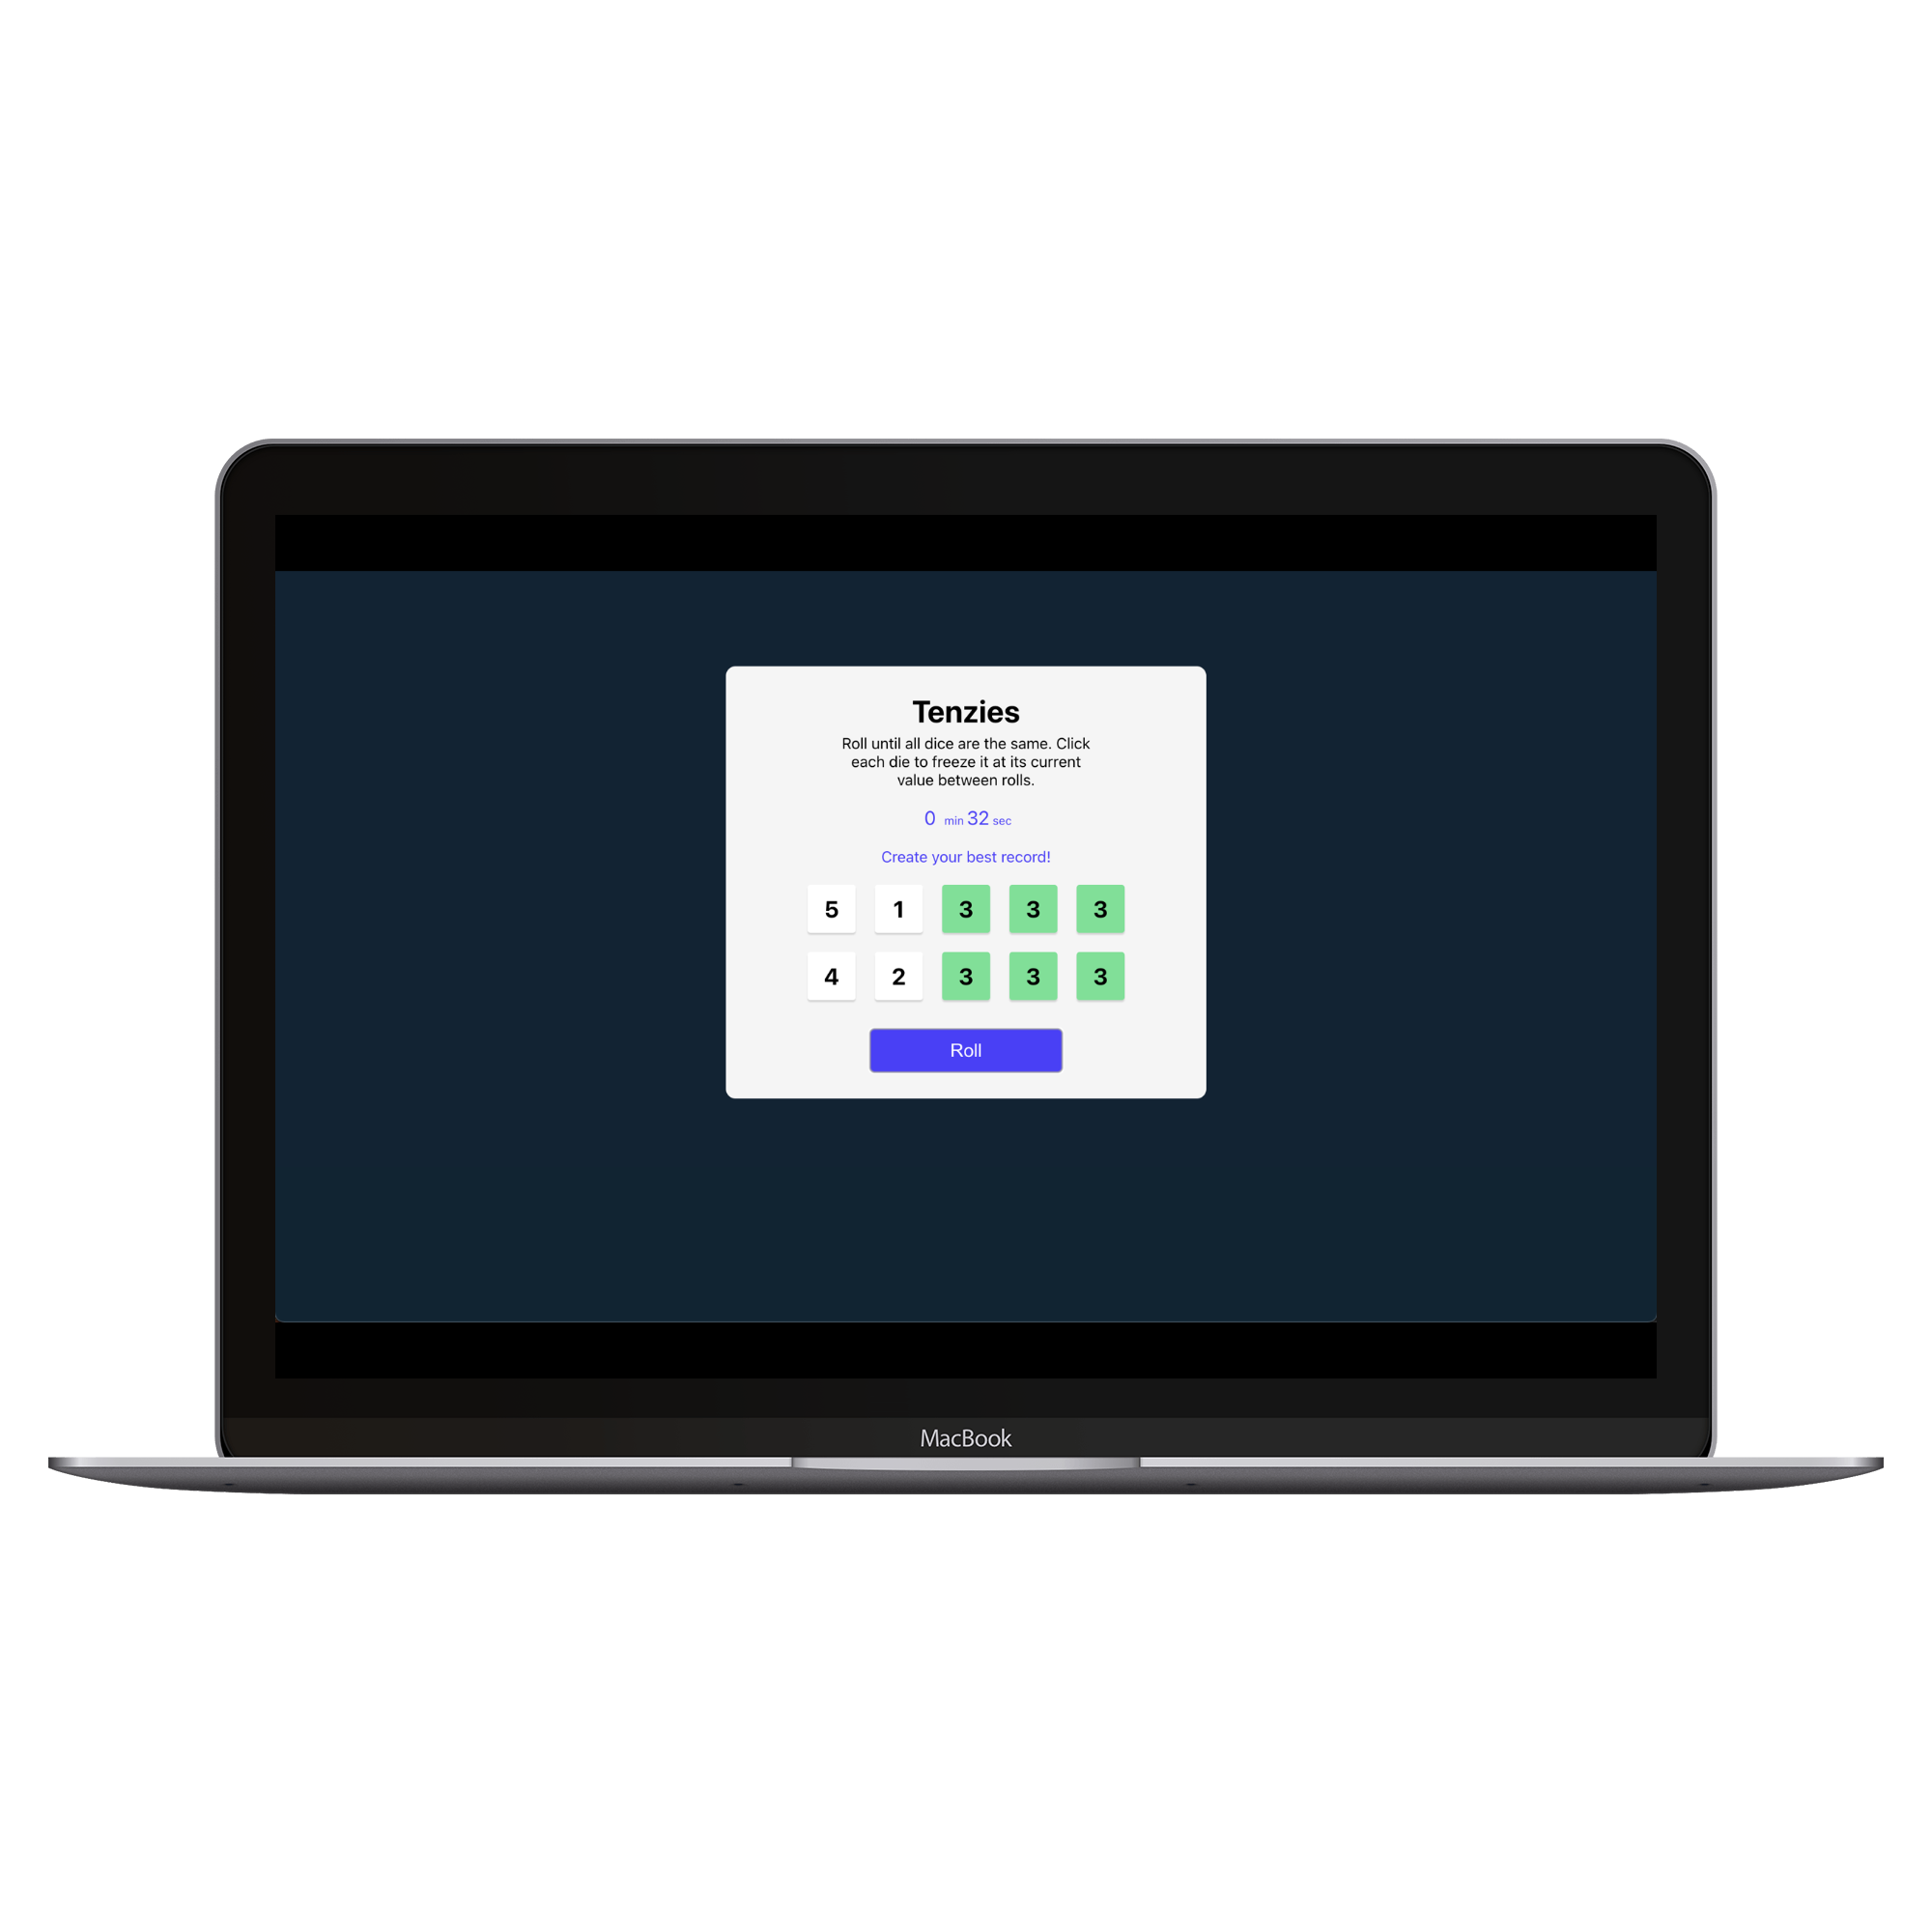 Tenzies
Roll until all dice are the same. Click
each die to freeze it at its current
value between rolls.
0 min 32 sec
Create your best record!
5 1 3 3 3
4 2 3 3 3
Roll
MacBook